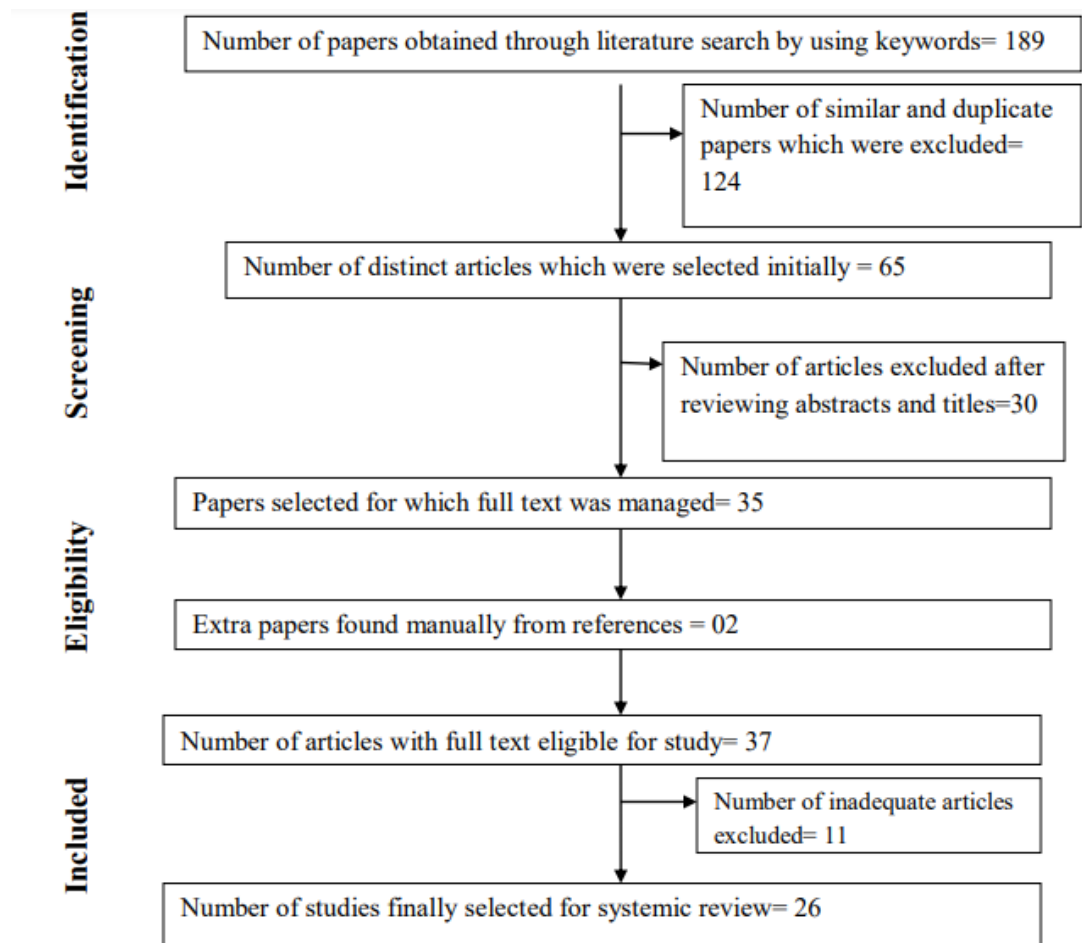 Identification
Number of papers obtained through literature search by using keywords= 189
Number of similar and duplicate
papers which were excluded=
124
Number of distinct articles which were selected initially = 65
Screening
Number of articles excluded after
reviewing abstracts and titles=30
Papers selected for which full text was managed= 35
Eligibility
Extra papers found manually from references = 02
Number of articles with full text eligible for study= 37
Included
Number of inadequate articles
excluded= 11
Number of studies finally selected for systemic review= 26